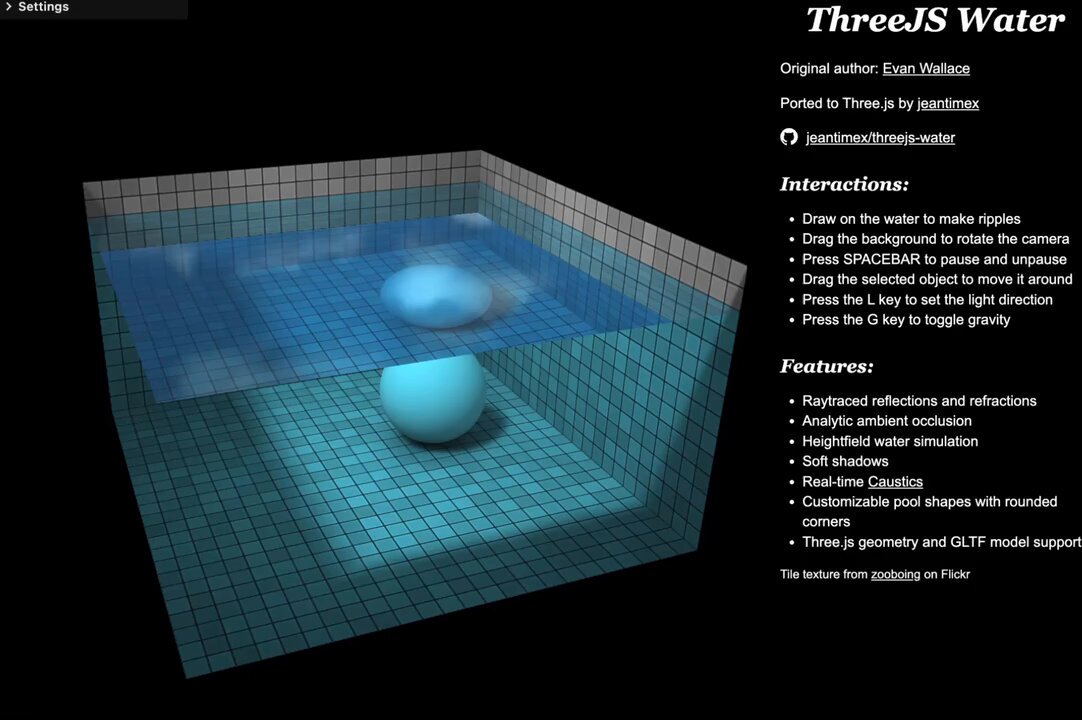 Settings
ThreeJS Water
Original author: Evan Wallace
Ported to Three.js by jeantimex
jeantimex/threejs-water
Interactions:
• Draw on the water to make ripples
• Drag the background to rotate the camera
• Press SPACEBAR to pause and unpause
• Drag the selected object to move it around
• Press the L key to set the light direction
• Press the G key to toggle gravity
Features:
• Raytraced reflections and refractions
• Analytic ambient occlusion
• Heightfield water simulation
• Soft shadows
• Real-time Caustics
• Customizable pool shapes with rounded
corners
• Three.js geometry and GLTF model support
Tile texture from zooboing on Flickr